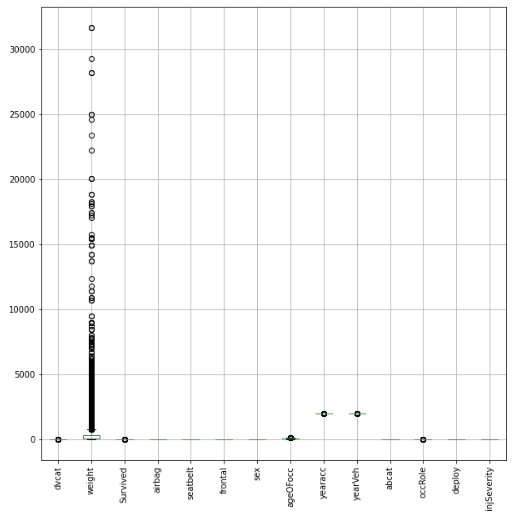 30000
25000
20000
15000
10000
5000
0
dvcat
weight
Survived
airbag
seatbelt
frontal
sex
ageOFocc
yearacc
yearVeh
abcat
occRole
deploy
injSeverity